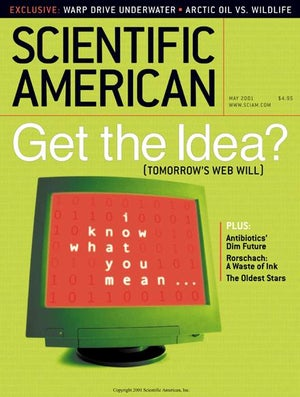 EXCLUSIVE: WARP DRIVE UNDERWATER • ARCTIC OIL VS. WILDLIFE
SCIENTIFIC
AMERICAN
MAY 2001 $4.95
WWW.SCIAM.COM
Get the Idea?
(TOMORROW'S WEB WILL)
i
know
what
you
mean...
PLUS:
Antibiotics'
Dim Future
Rorschach:
A Waste of Ink
The Oldest Stars
Copyright 2001 Scientific American, Inc.